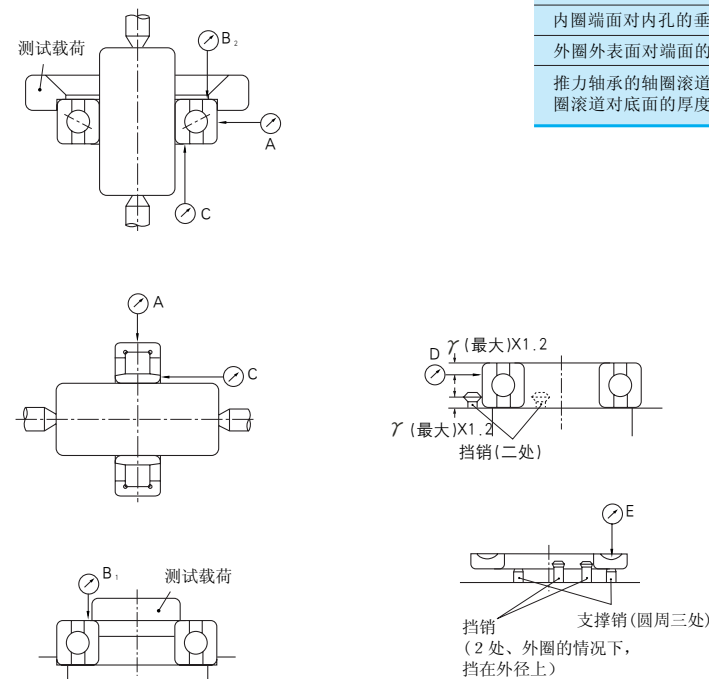 内圈端面对内孔的垂
外圈外表面对端面的
推力轴承的轴圈滚道
圈滚道对底面的厚度
测试载荷
B2
A
C
A
C
D
γ(最大)X1.2
γ(最大)X1.2
挡销(二处)
B1
测试载荷
E
挡销
(2处、外圈的情况下,
挡在外径上)
支撑销(圆周三处)